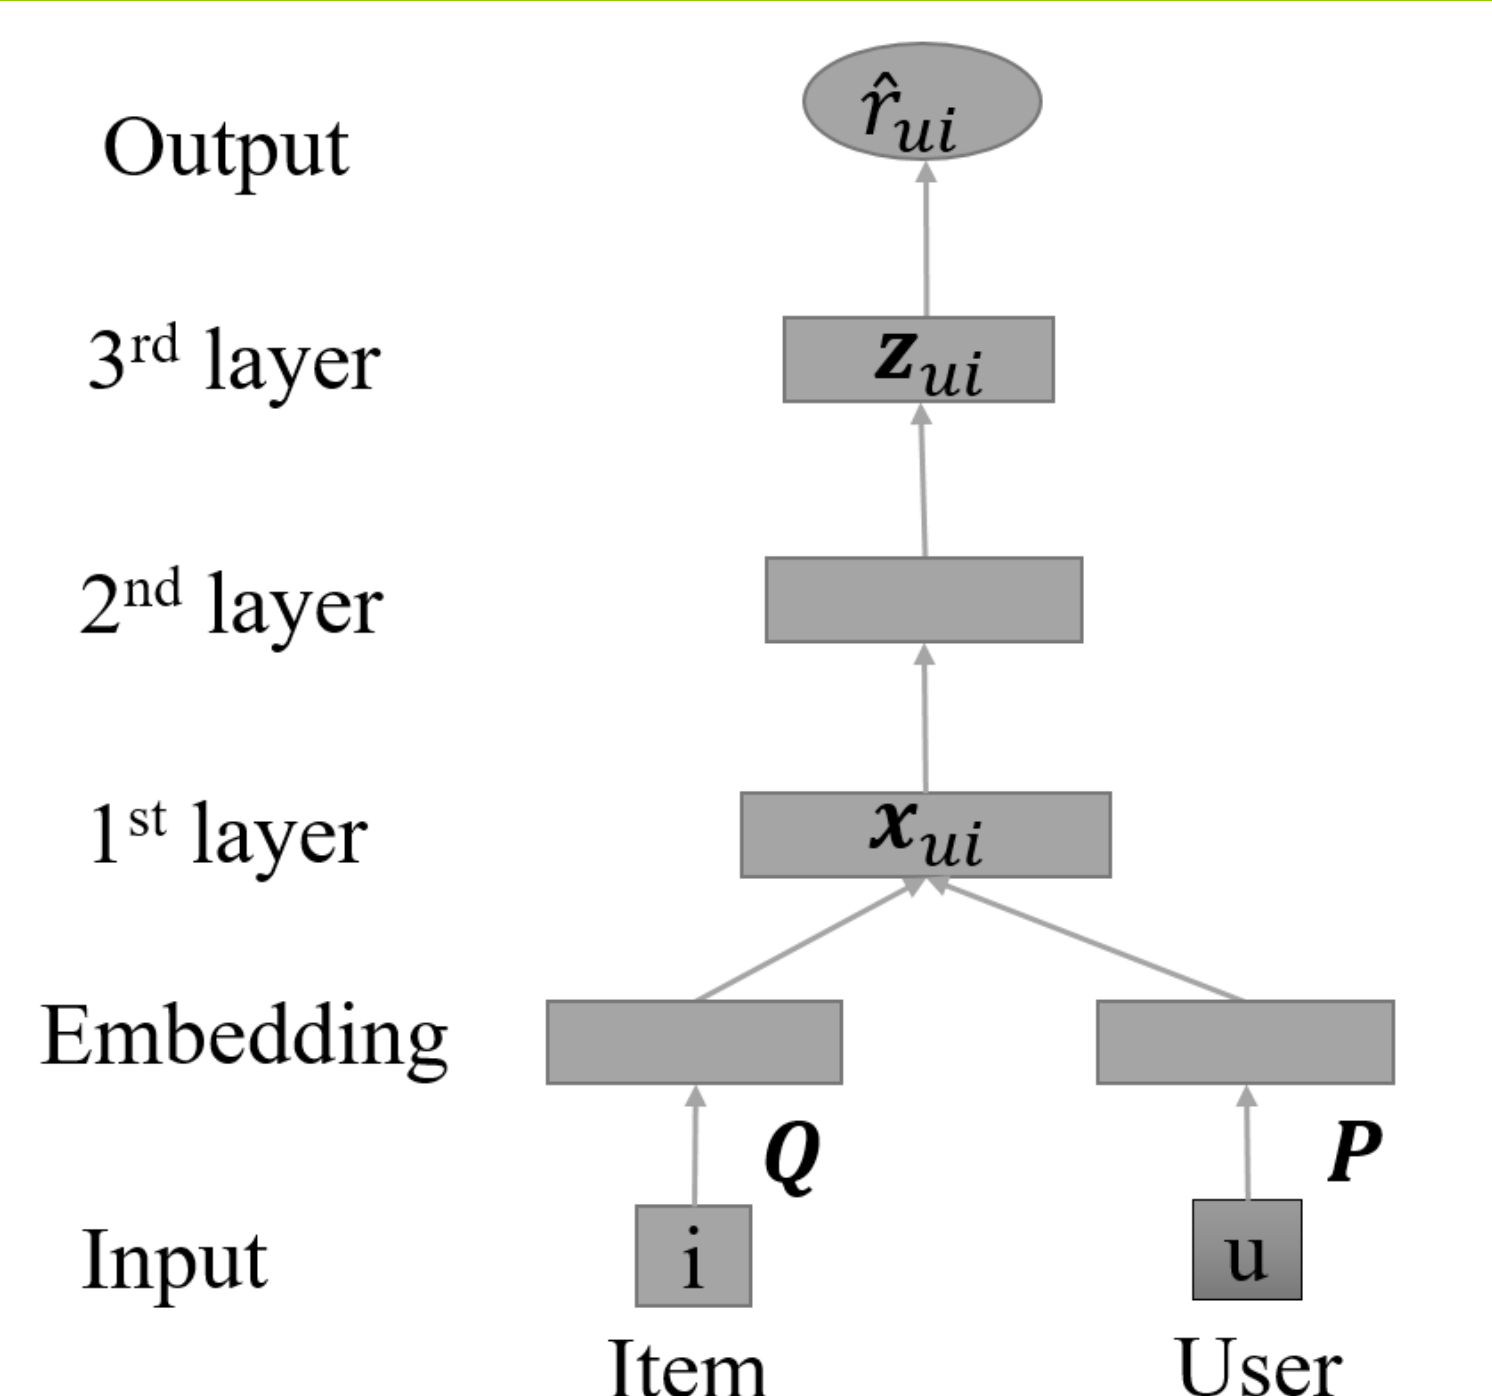 Output
r̂ui
3rd layer
zui
2nd layer
1st layer
xui
Embedding
Q
P
Input
i
u
Item
User